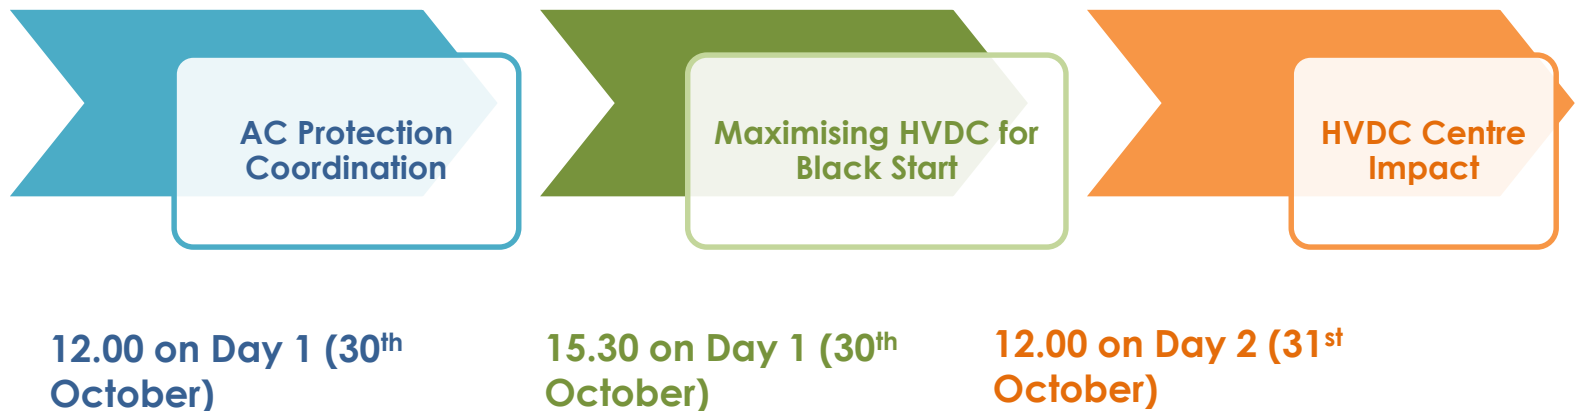 AC Protection
Coordination
Maximising HVDC for
Black Start
HVDC Centre
Impact
12.00 on Day 1 (30th
October)
15.30 on Day 1 (30th
October)
12.00 on Day 2 (31st
October)